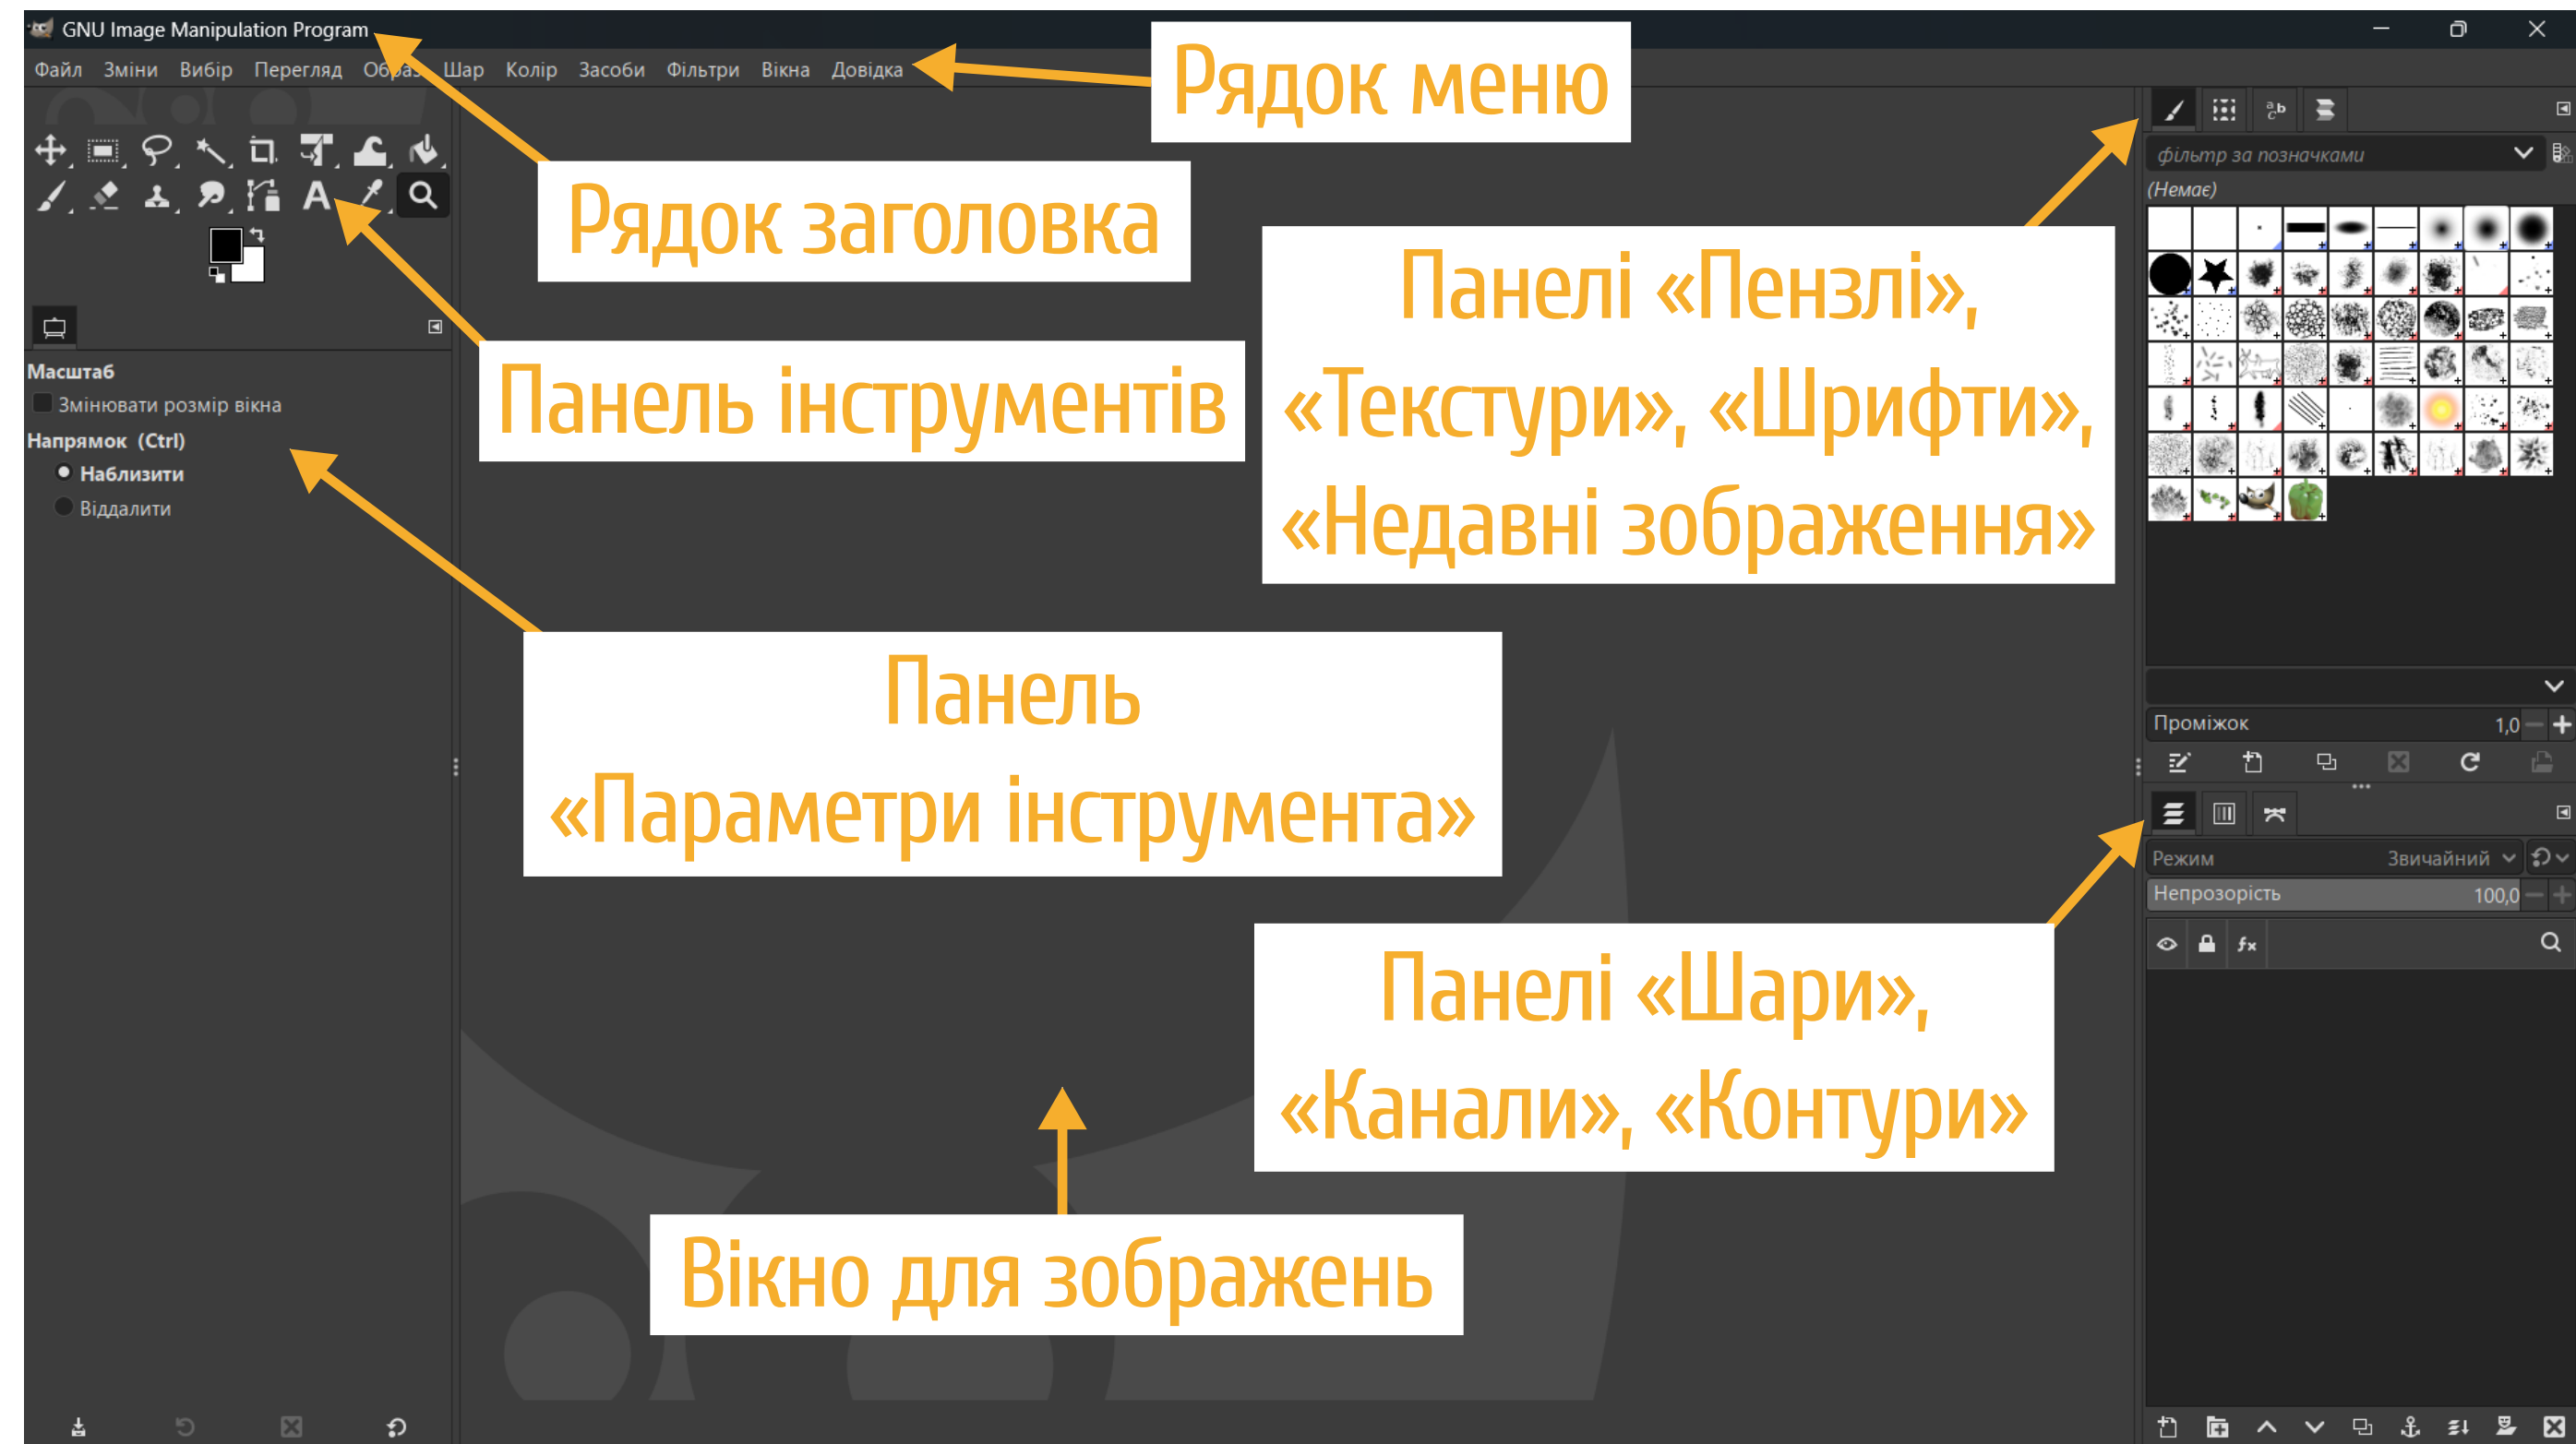 GNU Image Manipulation Program
Файл Зміни Вибір Перегляд Образ Шар Колір Засоби Фільтри Вікна Довідка
Рядок меню
Рядок заголовка
Панель інструментів
Панелі «Пензлі»,
«Текстури», «Шрифти»,
«Недавні зображення»
фільтр за позначками
(Немає)
Масштаб
Змінювати розмір вікна
Напрямок (Ctrl)
Наблизити
Віддалити
Панель
«Параметри інструмента»
Проміжок 1,0
Режим Звичайний
Непрозорість 100,0
Панелі «Шари»,
«Канали», «Контури»
Вікно для зображень